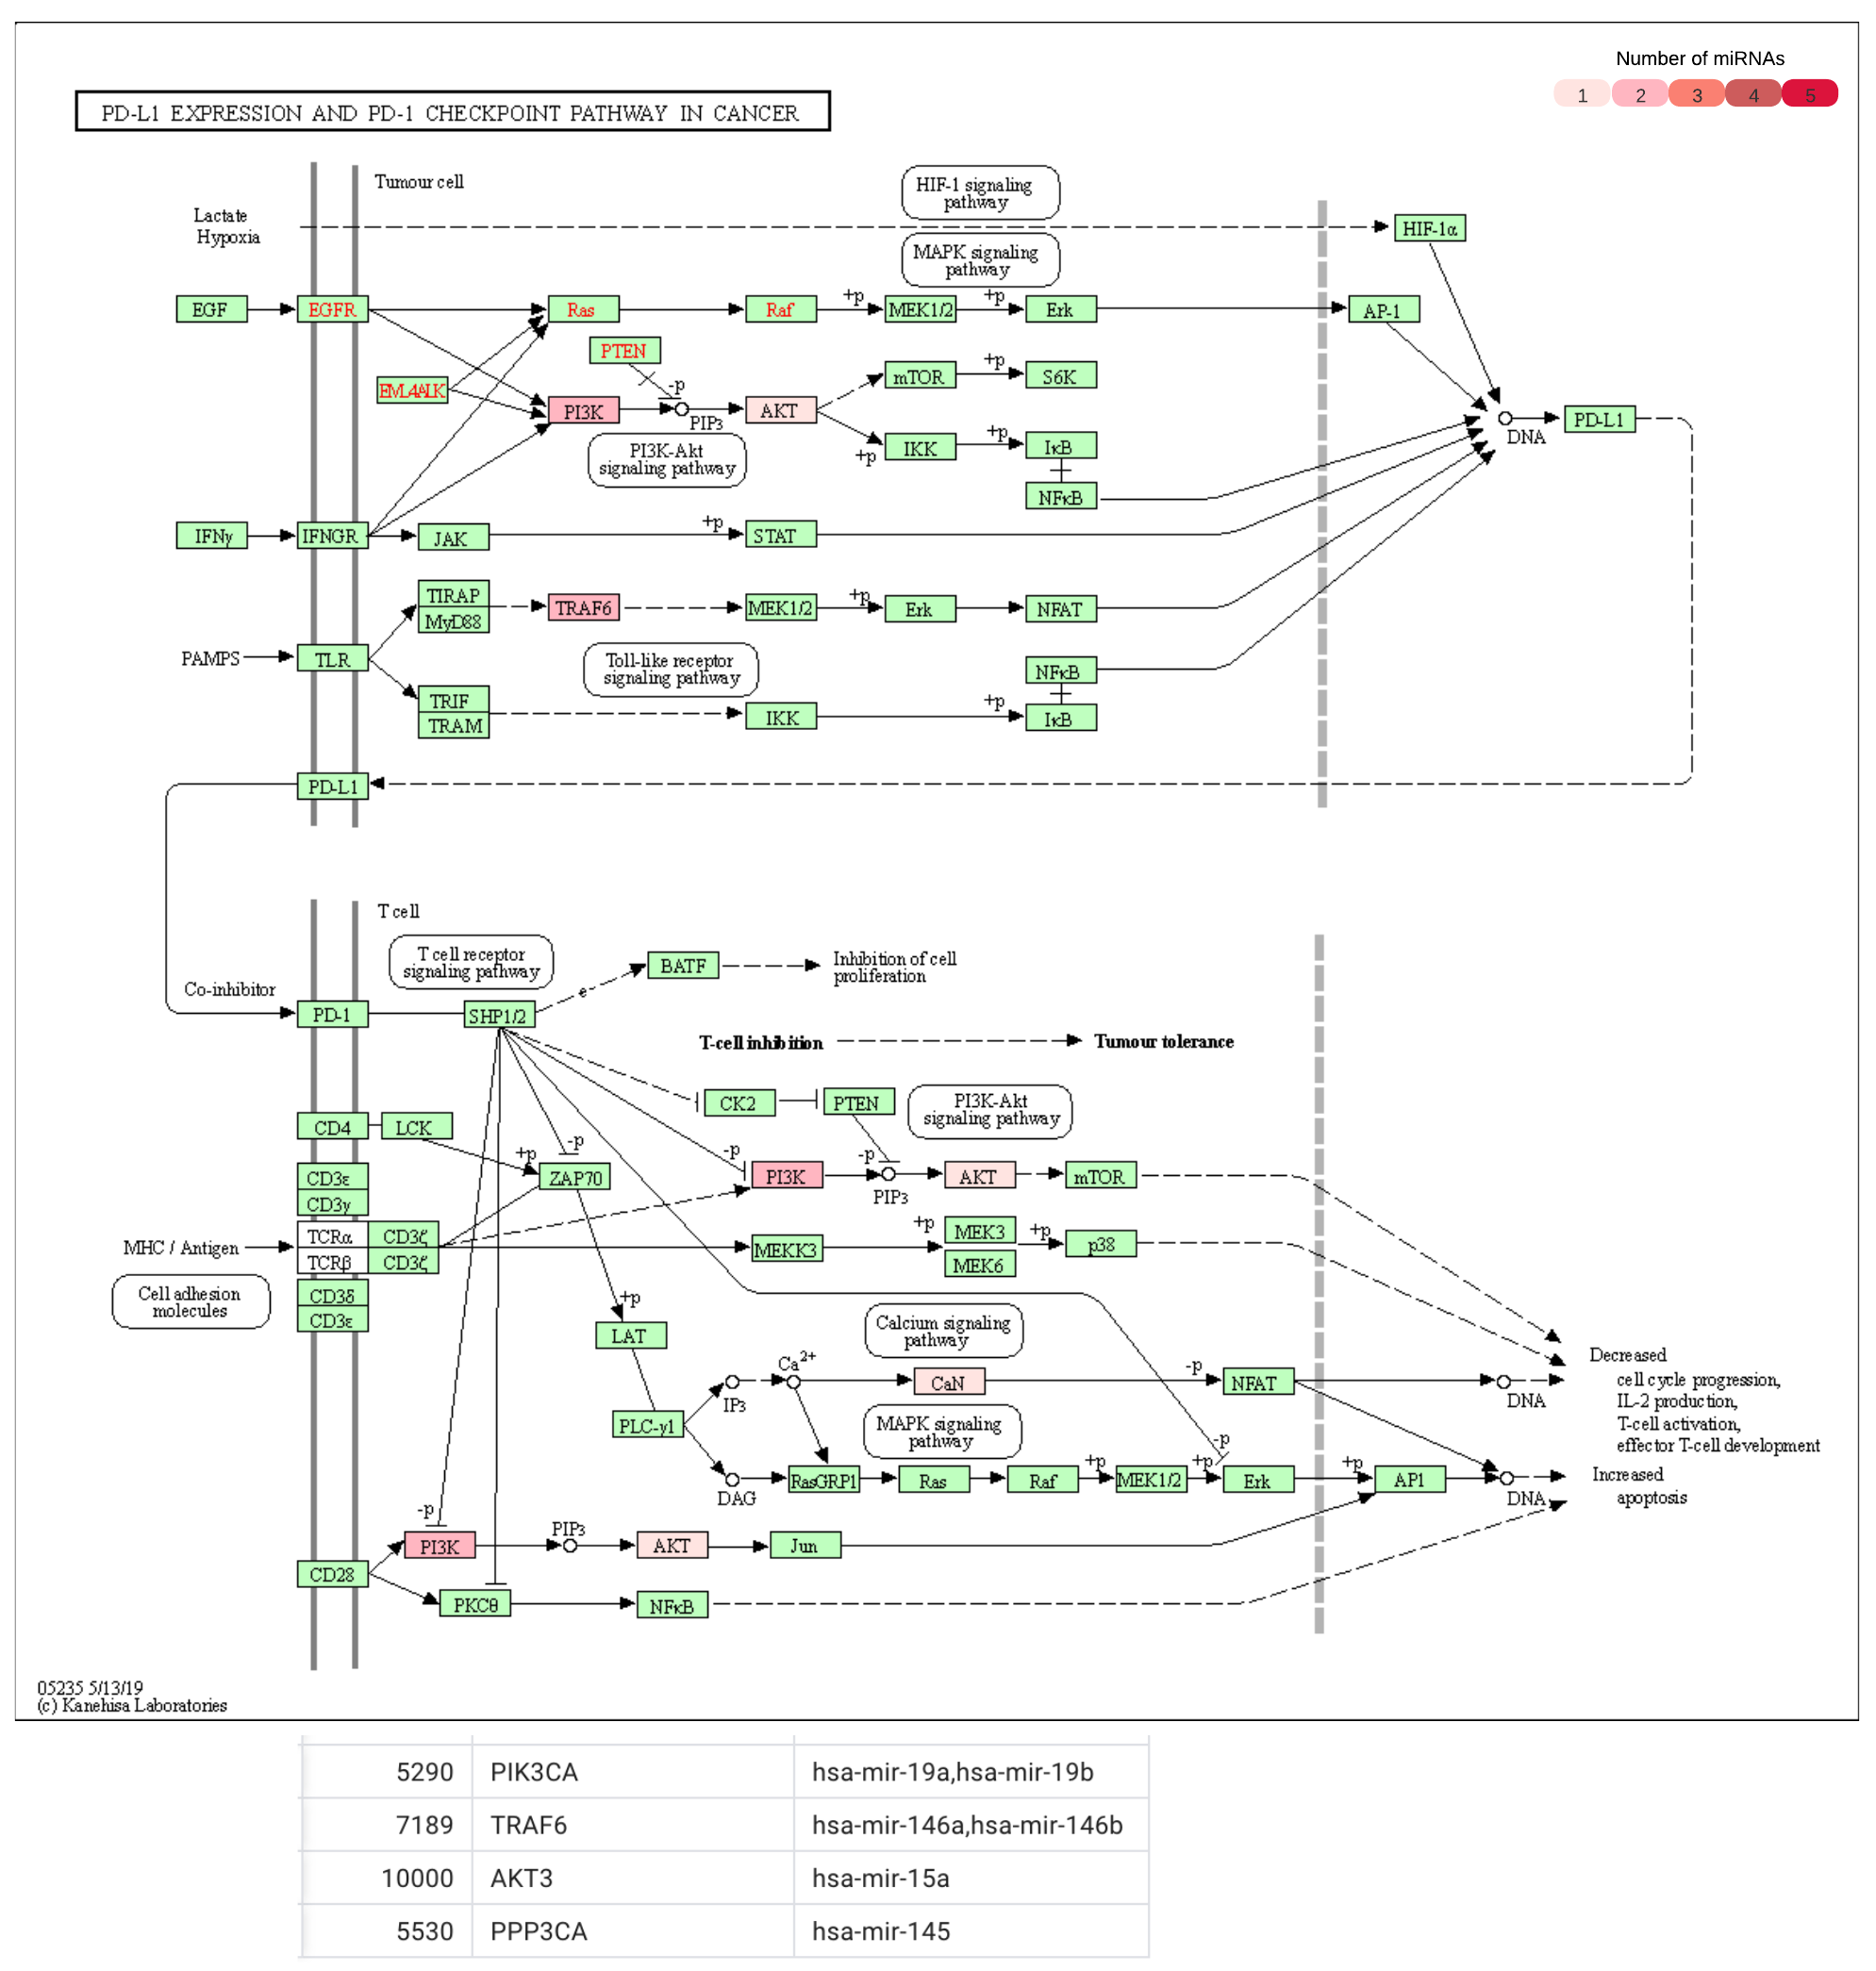 Number of miRNAs
1 2 3 4 5
PD-L1 EXPRESSION AND PD-1 CHECKPOINT PATHWAY IN CANCER
Tumour cell
HIF-1 signaling
pathway
Lactate
Hypoxia
HIF-1α
MAPK signaling
pathway
EGF
EGFR
Ras
Raf
+p
MEK1/2
+p
Erk
AP-1
PTEN
EML4ALK
-p
mTOR
+p
S6K
PI3K
PIP3
AKT
DNA
PD-L1
PI3K-Akt
signaling pathway
+p
IKK
+p
IκB
NFκB
IFNγ
IFNGR
JAK
+p
STAT
TIRAP
MyD88
TRAF6
MEK1/2
+p
Erk
NFAT
PAMPS
TLR
Toll-like receptor
signaling pathway
NFκB
TRIF
TRAM
IKK
+p
IκB
PD-L1
T cell
T cell receptor
signaling pathway
BATF
Inhibition of cell
proliferation
Co-inhibitor
e
PD-1
SHP1/2
T-cell inhibition
Tumour tolerance
CK2
PTEN
PI3K-Akt
signaling pathway
CD4
LCK
+p
-p
ZAP70
-p
PI3K
-p
PIP3
AKT
mTOR
CD3ε
CD3γ
MHC / Antigen
TCRα
TCRβ
CD3ζ
CD3ζ
MEKK3
+p
MEK3
MEK6
+p
p38
Cell adhesion
molecules
CD3δ
CD3ε
+p
LAT
Calcium signaling
pathway
Ca2+
IP3
CaN
-p
NFAT
DNA
Decreased
cell cycle progression,
IL-2 production,
T-cell activation,
effector T-cell development
PLC-γ1
MAPK signaling
pathway
DAG
RasGRP1
Ras
Raf
+p
MEK1/2
+p
-p
Erk
+p
AP1
DNA
Increased
apoptosis
-p
PI3K
PIP3
AKT
Jun
CD28
PKCθ
NFκB
05235 5/13/19
(c) Kanehisa Laboratories
5290 PIK3CA hsa-mir-19a,hsa-mir-19b
7189 TRAF6 hsa-mir-146a,hsa-mir-146b
10000 AKT3 hsa-mir-15a
5530 PPP3CA hsa-mir-145